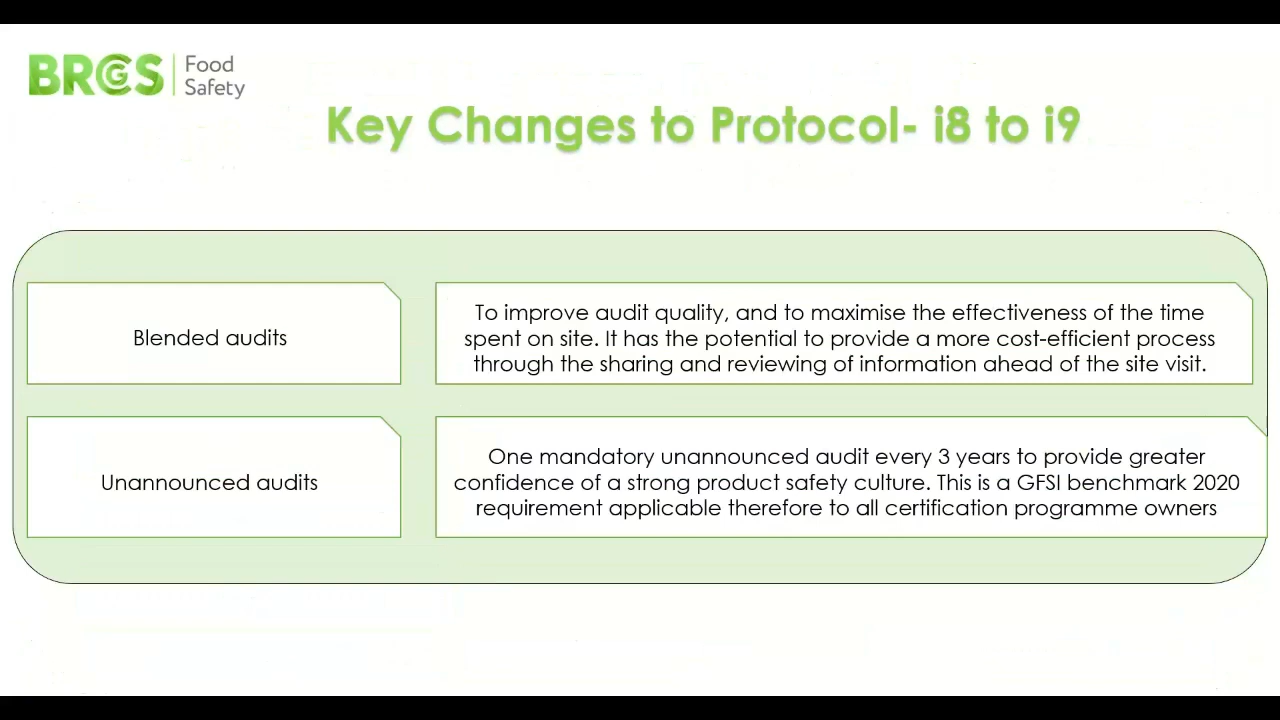 BRCGS Food
Safety
Key Changes to Protocol- i8 to i9
Blended audits
To improve audit quality, and to maximise the effectiveness of the time
spent on site. It has the potential to provide a more cost-efficient process
through the sharing and reviewing of information ahead of the site visit.
Unannounced audits
One mandatory unannounced audit every 3 years to provide greater
confidence of a strong product safety culture. This is a GFSI benchmark 2020
requirement applicable therefore to all certification programme owners